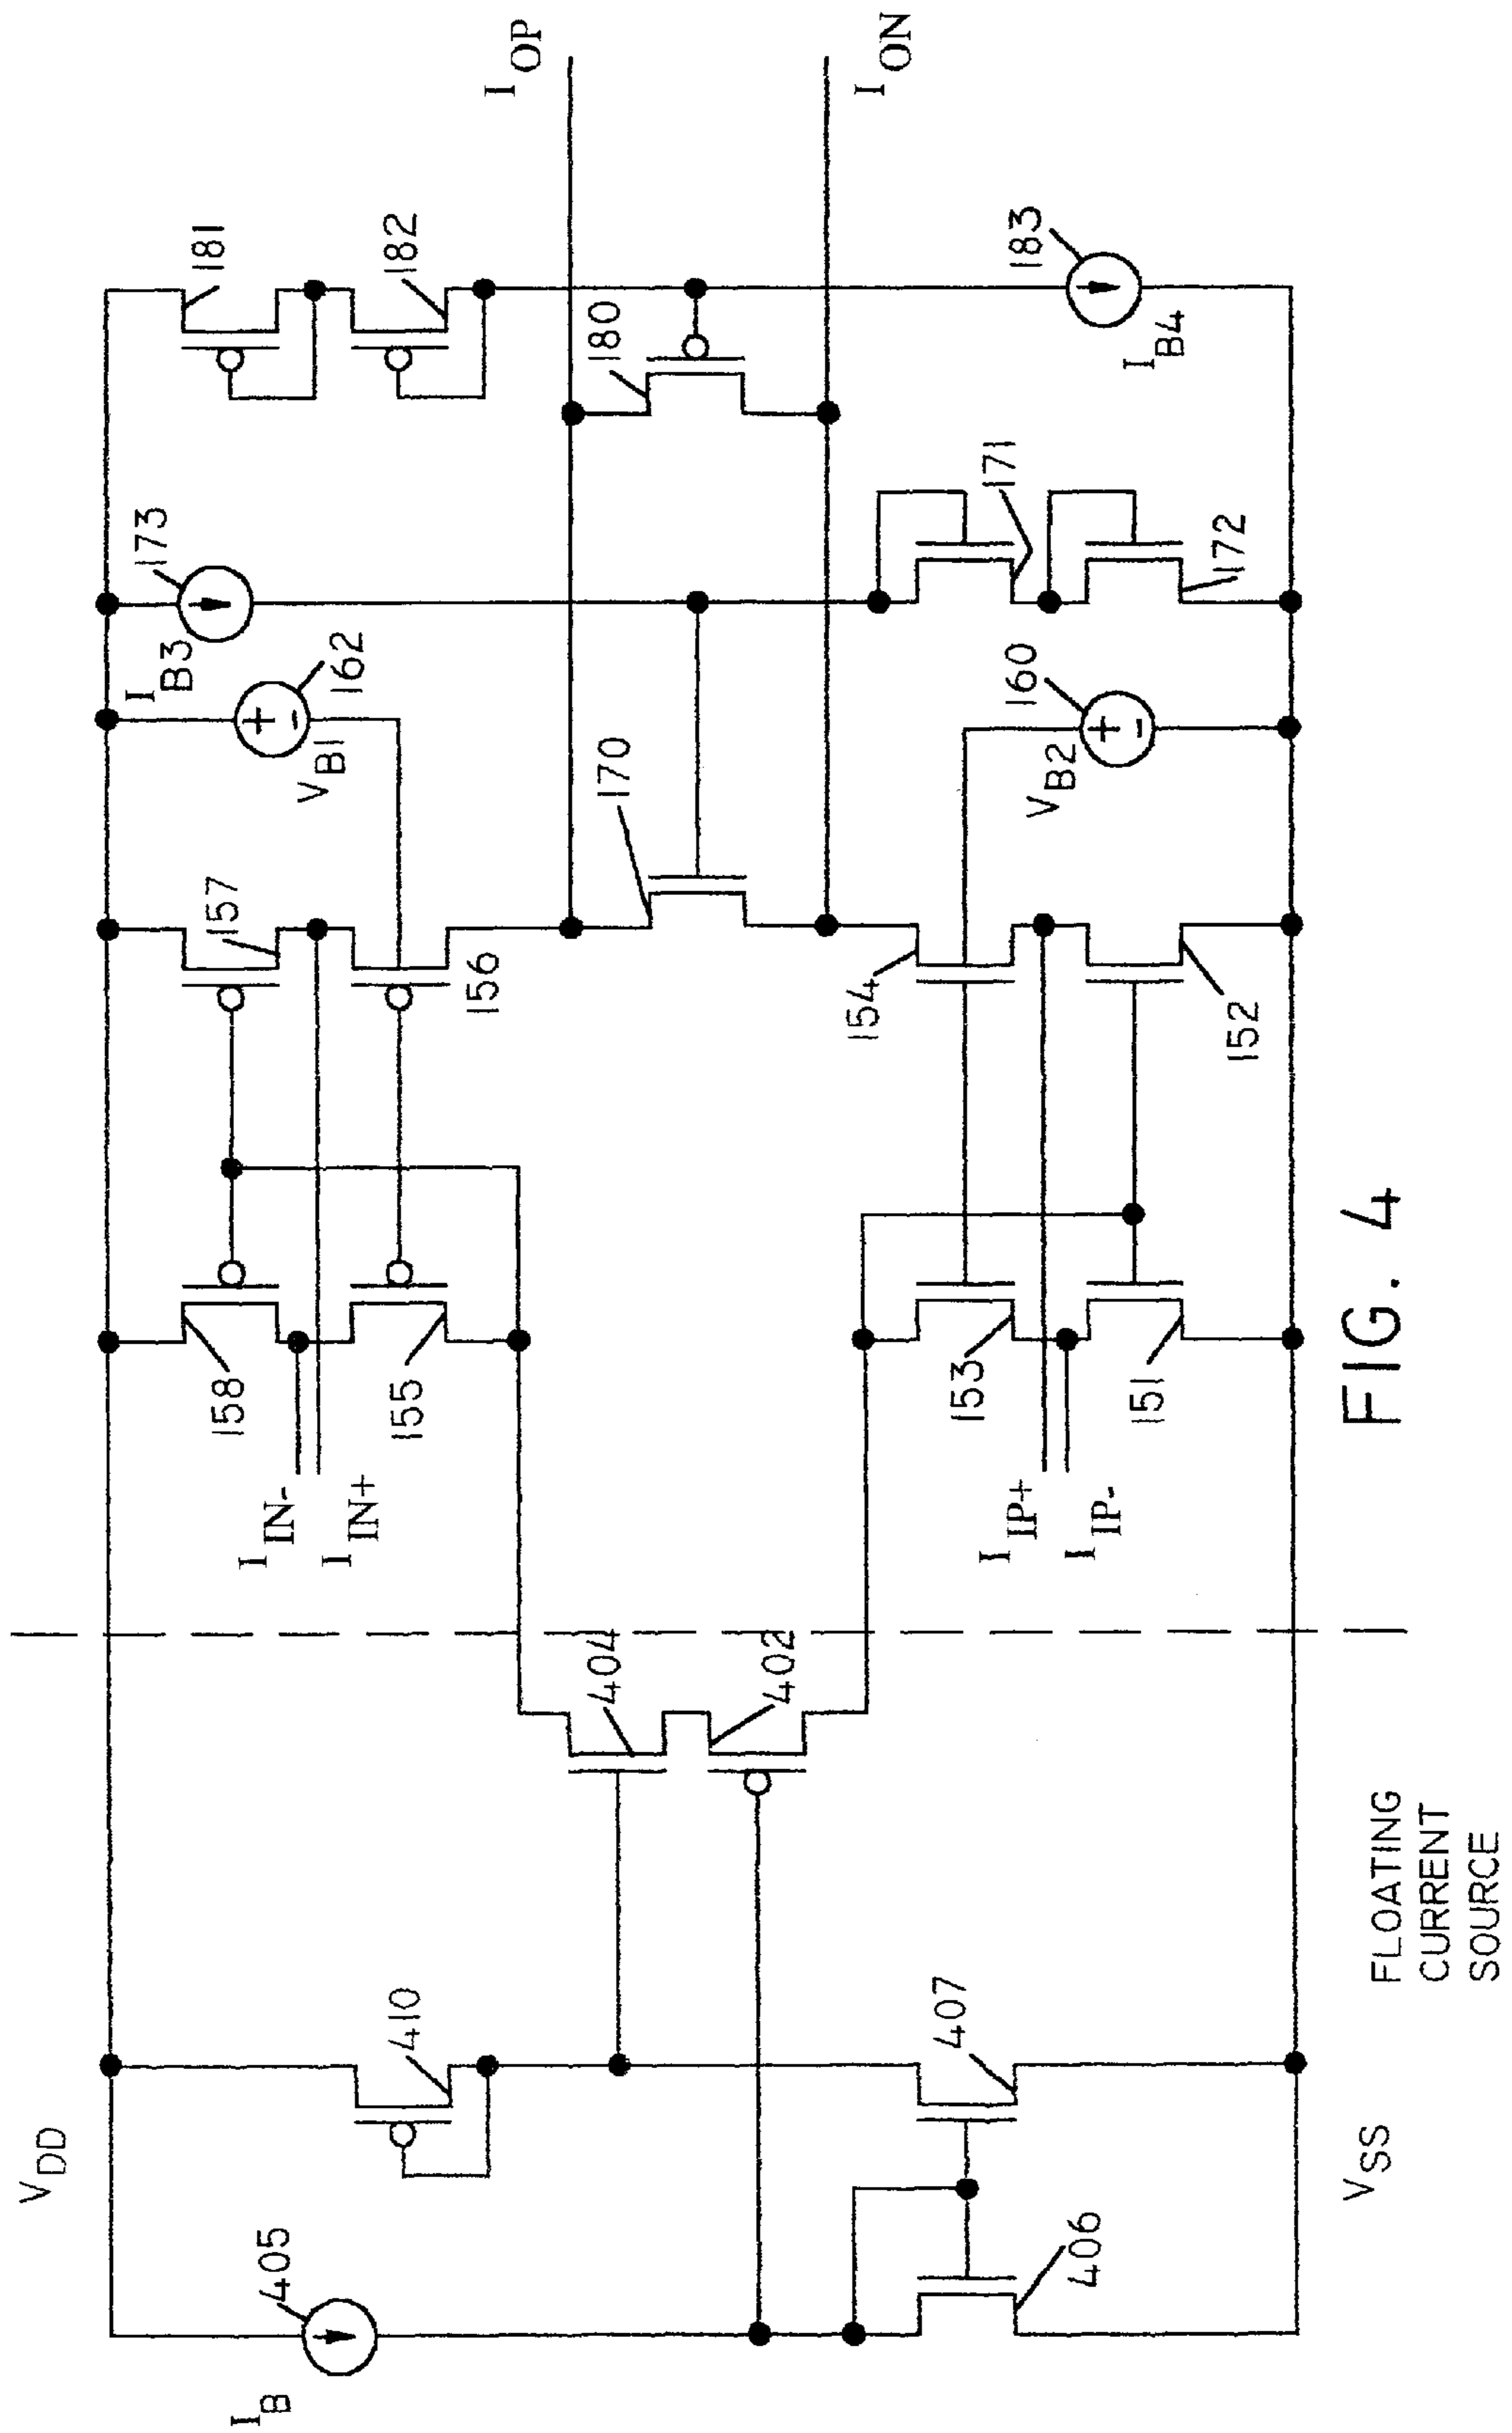 V DD
I B
405
410
406
407
V SS
FLOATING
CURRENT
SOURCE
404
402
I IN-
I IN+
I IP+
I IP-
158
155
153
151
157
156
154
152
170
V B1
162
V B2
160
I B3
173
171
172
180
181
182
183
I B4
I OP
I ON
FIG. 4